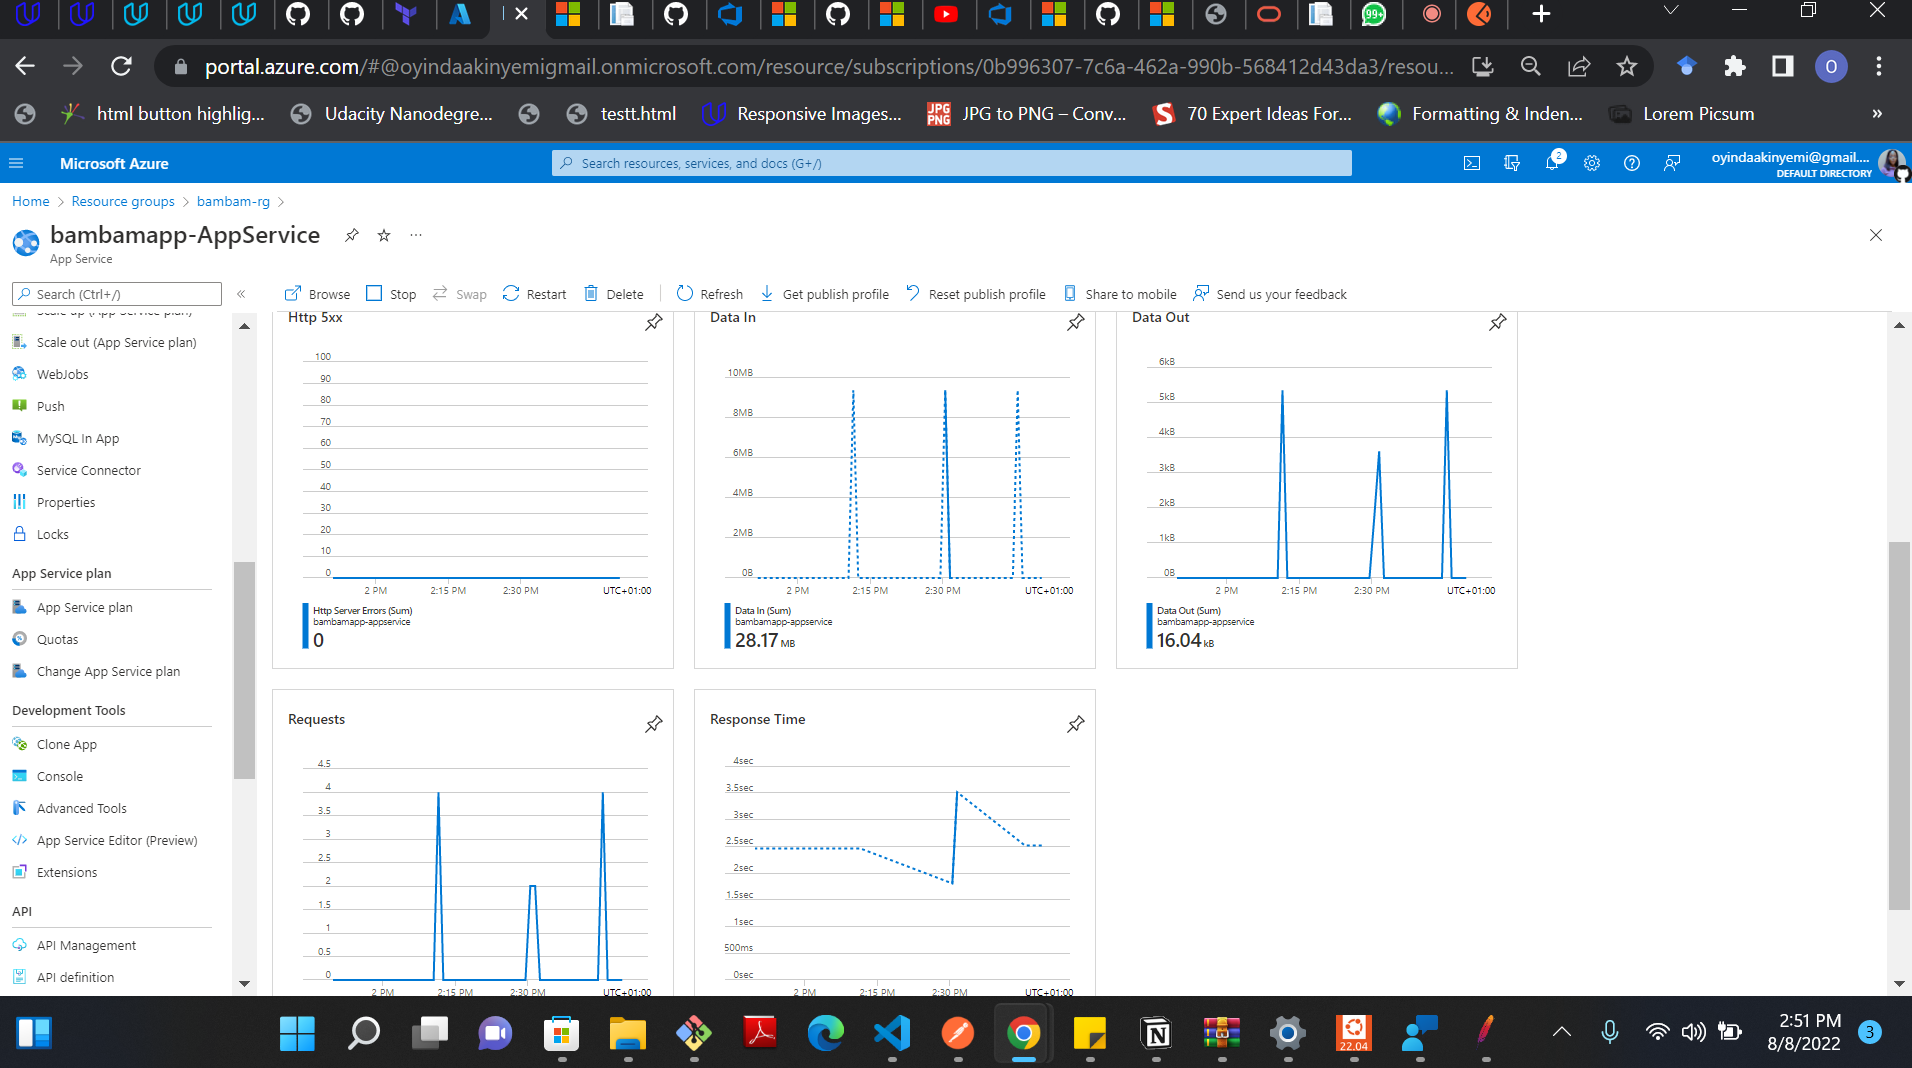 portal.azure.com/#@oyindaakinyemigmail.onmicrosoft.com/resource/subscriptions/0b996307-7c6a-462a-990b-568412d43da3/resou...
O
html button highlig...
Udacity Nanodegre...
testt.html
Responsive Images...
JPG to PNG – Conv...
70 Expert Ideas For...
Formatting & Inden...
Lorem Picsum
»
Microsoft Azure
Search resources, services, and docs (G+/)
2
oyindaakinyemi@gmail....
DEFAULT DIRECTORY
Home > Resource groups > bambam-rg >
bambamapp-AppService
App Service
Search (Ctrl+/)
«
Browse
Stop
Swap
Restart
Delete
Refresh
Get publish profile
Reset publish profile
Share to mobile
Send us your feedback
Scale up (App Service plan)
Scale out (App Service plan)
WebJobs
Push
MySQL In App
Service Connector
Properties
Locks
App Service plan
App Service plan
Quotas
Change App Service plan
Development Tools
Clone App
Console
Advanced Tools
App Service Editor (Preview)
Extensions
API
API Management
API definition
Http 5xx
100
90
80
70
60
50
40
30
20
10
0
2 PM
2:15 PM
2:30 PM
UTC+01:00
Http Server Errors (Sum)
bambamapp-appservice
0
Data In
10MB
8MB
6MB
4MB
2MB
0B
2 PM
2:15 PM
2:30 PM
UTC+01:00
Data In (Sum)
bambamapp-appservice
28.17 MB
Data Out
6kB
5kB
4kB
3kB
2kB
1kB
0B
2 PM
2:15 PM
2:30 PM
UTC+01:00
Data Out (Sum)
bambamapp-appservice
16.04 kB
Requests
4.5
4
3.5
3
2.5
2
1.5
1
0.5
0
2 PM
2:15 PM
2:30 PM
UTC+01:00
Response Time
4sec
3.5sec
3sec
2.5sec
2sec
1.5sec
1sec
500ms
0sec
2 PM
2:15 PM
2:30 PM
UTC+01:00
22.04
2:51 PM
8/8/2022
3